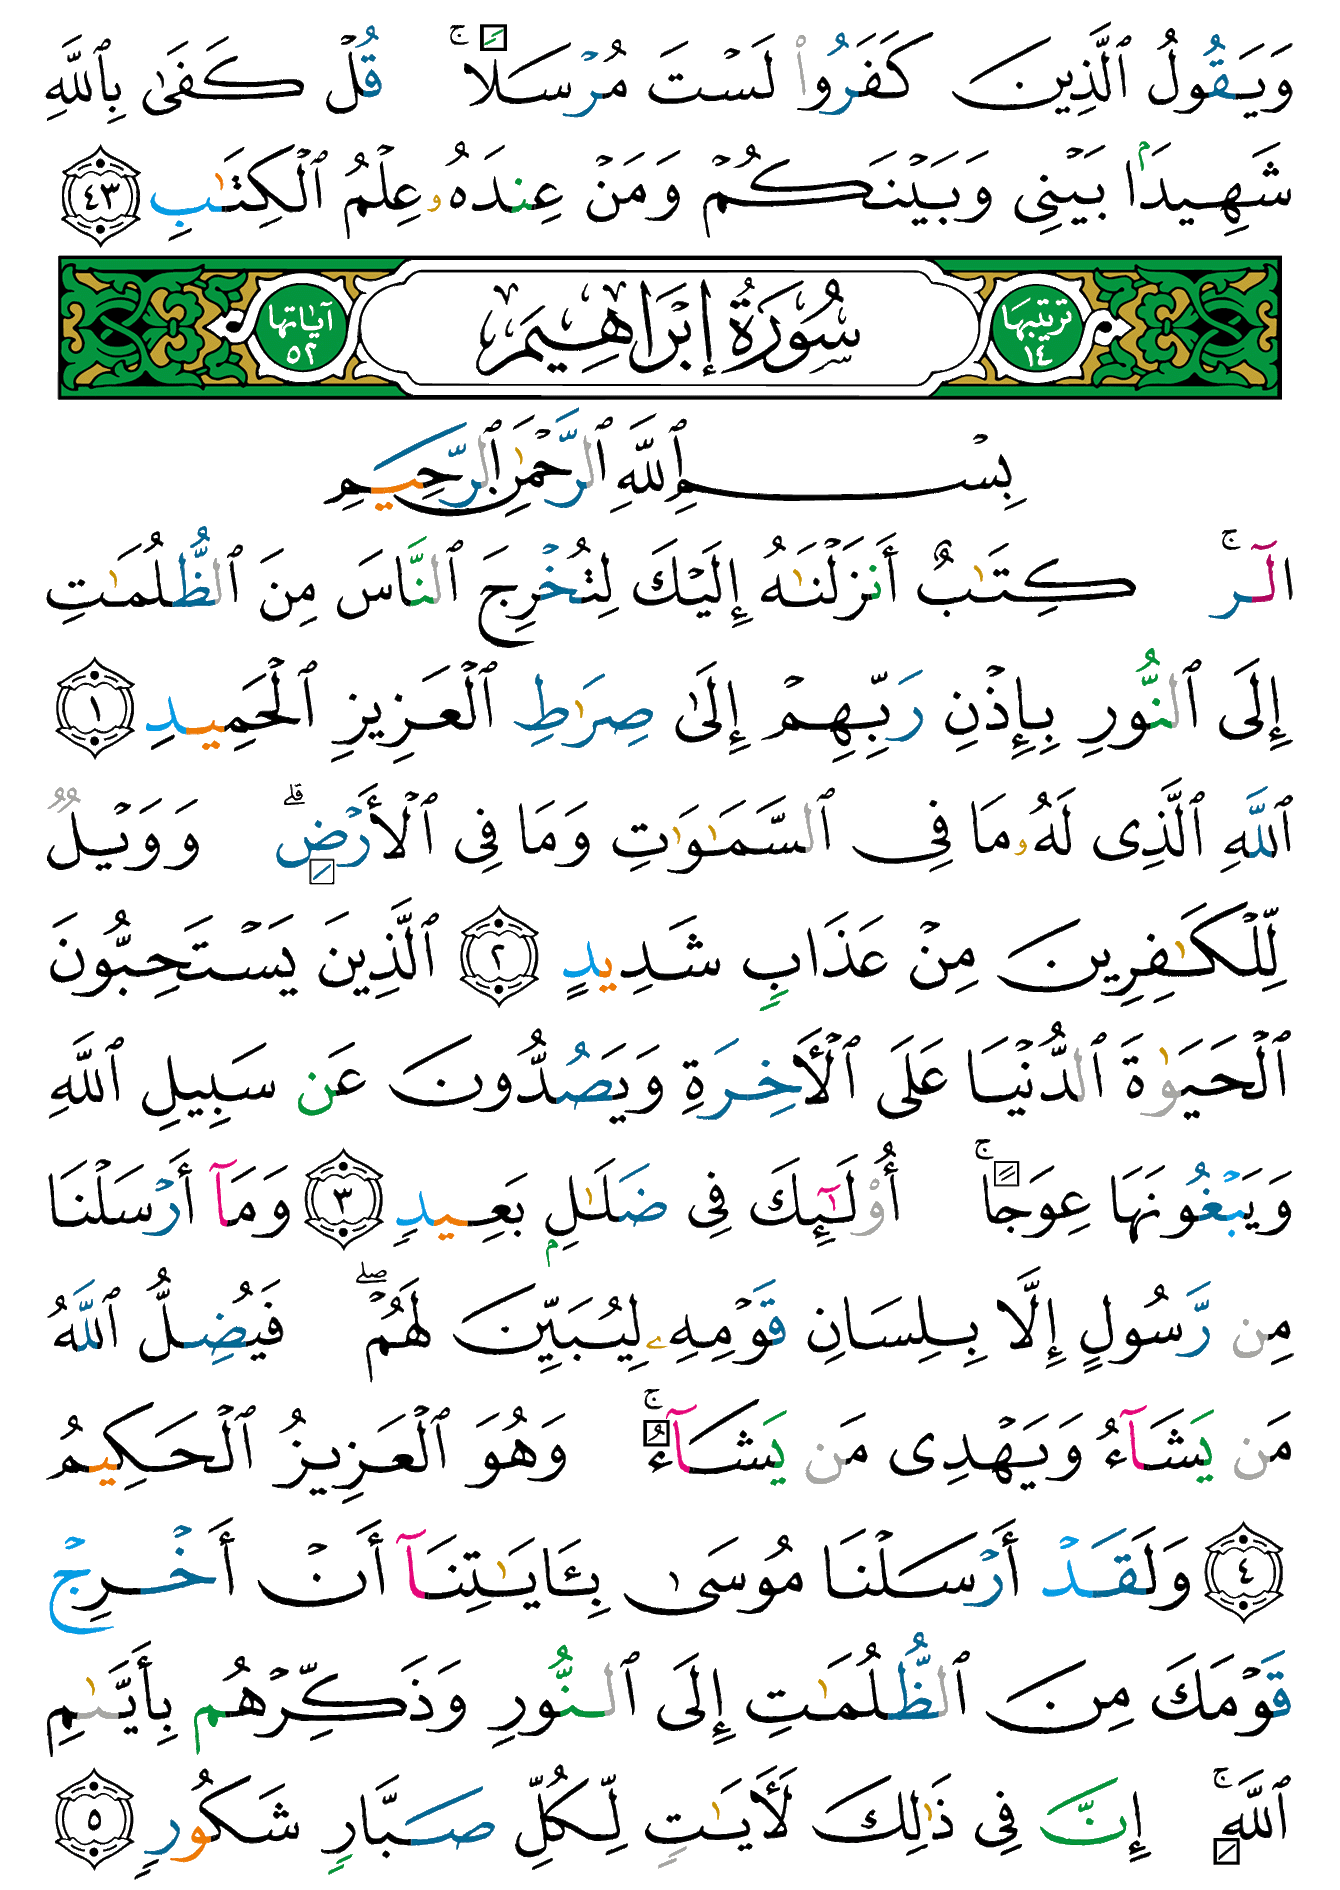 وَيَقُولُ ٱلَّذِينَ كَفَرُوا۟ لَسْتَ مُرْسَلًا ۚ قُلْ كَفَىٰ بِٱللَّهِ
شَهِيدًۢا بَيْنِى وَبَيْنَكُمْ وَمَنْ عِندَهُۥ عِلْمُ ٱلْكِتَـٰبِ ٤٣
ترتيبها ١٤ سُورَةُ إِبْرَاهِيمَ آياتها ٥٢
بِسْمِ ٱللَّهِ ٱلرَّحْمَـٰنِ ٱلرَّحِيمِ
الٓر ۚ كِتَـٰبٌ أَنزَلْنَـٰهُ إِلَيْكَ لِتُخْرِجَ ٱلنَّاسَ مِنَ ٱلظُّلُمَـٰتِ
إِلَى ٱلنُّورِ بِإِذْنِ رَبِّهِمْ إِلَىٰ صِرَٰطِ ٱلْعَزِيزِ ٱلْحَمِيدِ ١
ٱللَّهِ ٱلَّذِى لَهُۥ مَا فِى ٱلسَّمَـٰوَٰتِ وَمَا فِى ٱلْأَرْضِ ۗ وَوَيْلٌ
لِّلْكَـٰفِرِينَ مِنْ عَذَابٍ شَدِيدٍ ٢ ٱلَّذِينَ يَسْتَحِبُّونَ
ٱلْحَيَوٰةَ ٱلدُّنْيَا عَلَى ٱلْأَخِرَةِ وَيَصُدُّونَ عَن سَبِيلِ ٱللَّهِ
وَيَبْغُونَهَا عِوَجًا ۚ أُو۟لَـٰٓئِكَ فِى ضَلَـٰلٍۭ بَعِيدٍ ٣ وَمَآ أَرْسَلْنَا
مِن رَّسُولٍ إِلَّا بِلِسَانِ قَوْمِهِۦ لِيُبَيِّنَ لَهُمْ ۖ فَيُضِلُّ ٱللَّهُ
مَن يَشَآءُ وَيَهْدِى مَن يَشَآءُ ۚ وَهُوَ ٱلْعَزِيزُ ٱلْحَكِيمُ
٤ وَلَقَدْ أَرْسَلْنَا مُوسَىٰ بِـَٔايَـٰتِنَآ أَنْ أَخْرِجْ
قَوْمَكَ مِنَ ٱلظُّلُمَـٰتِ إِلَى ٱلنُّورِ وَذَكِّرْهُم بِأَيَّىٰمِ
ٱللَّهِ ۚ إِنَّ فِى ذَٰلِكَ لَأَيَـٰتٍ لِّكُلِّ صَبَّارٍ شَكُورٍ ٥